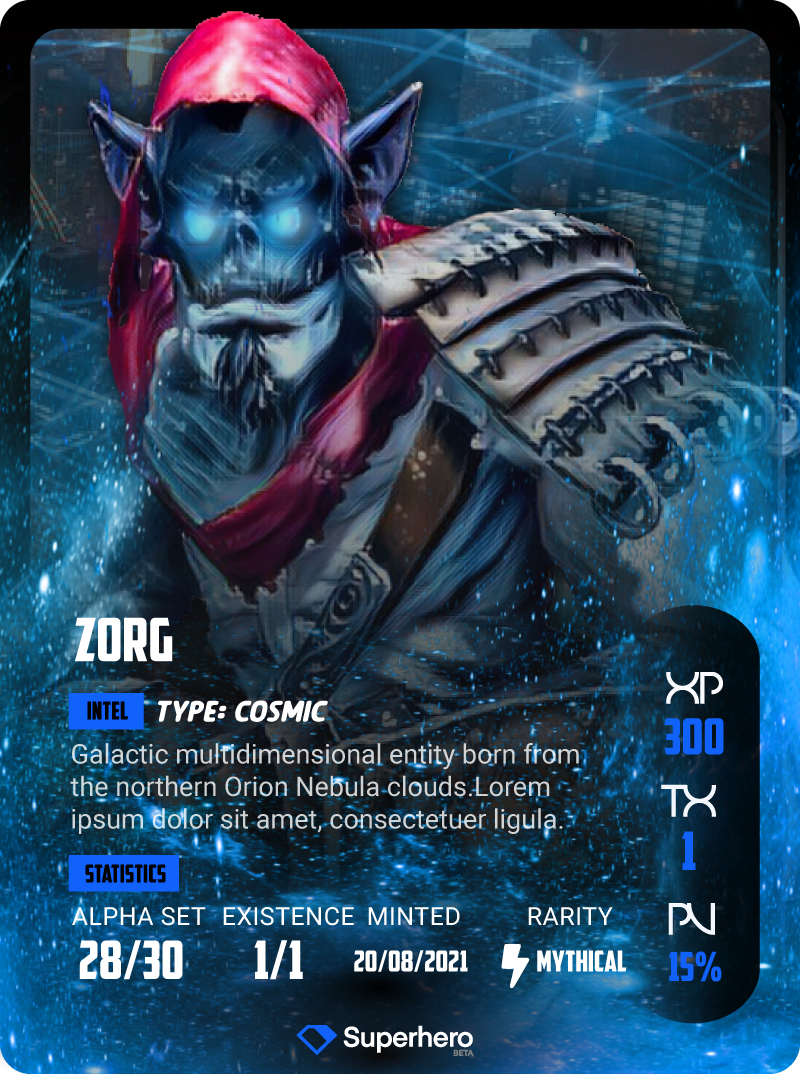 ZORG
INTEL TYPE: COSMIC
Galactic multidimensional entity born from
the northern Orion Nebula clouds.Lorem
ipsum dolor sit amet, consectetuer ligula.
STATISTICS
ALPHA SET EXISTENCE MINTED RARITY
28/30 1/1 20/08/2021 MYTHICAL
XP
300
TX
1
PV
15%
Superhero
BETA